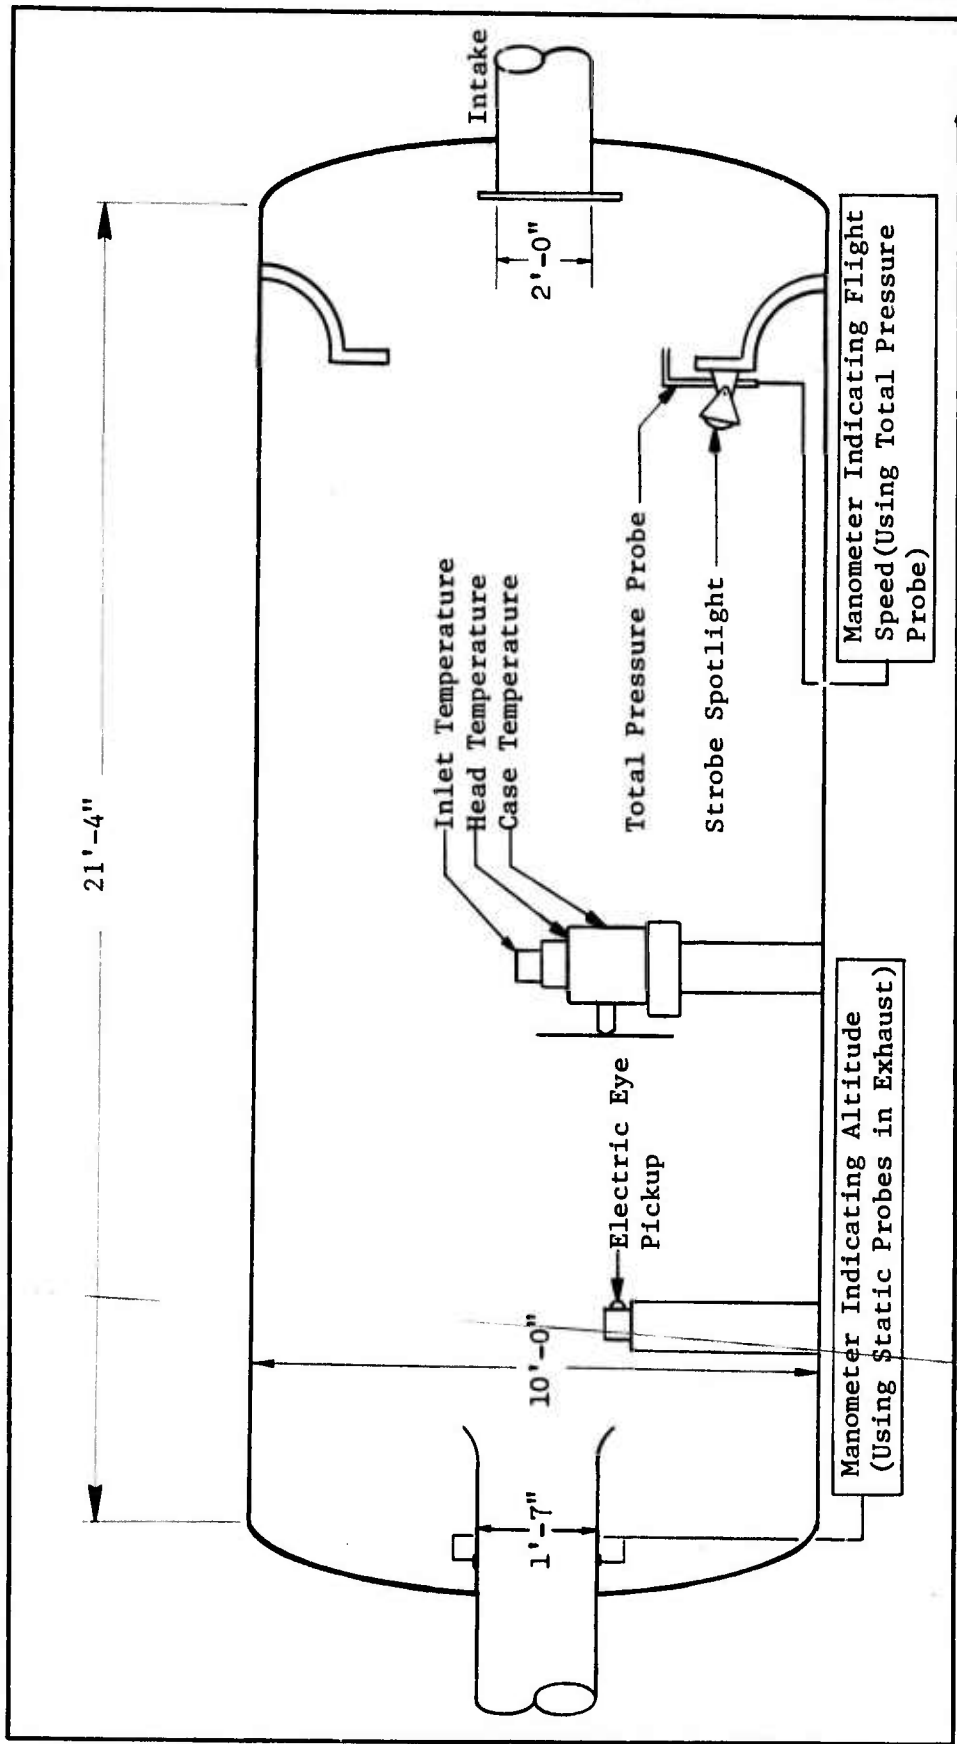 21'-4"
Intake
2'-0"
Inlet Temperature
Head Temperature
Case Temperature
Total Pressure Probe
Strobe Spotlight
Electric Eye
Pickup
10'-0"
1'-7"
Manometer Indicating Altitude
(Using Static Probes in Exhaust)
Manometer Indicating Flight
Speed(Using Total Pressure
Probe)